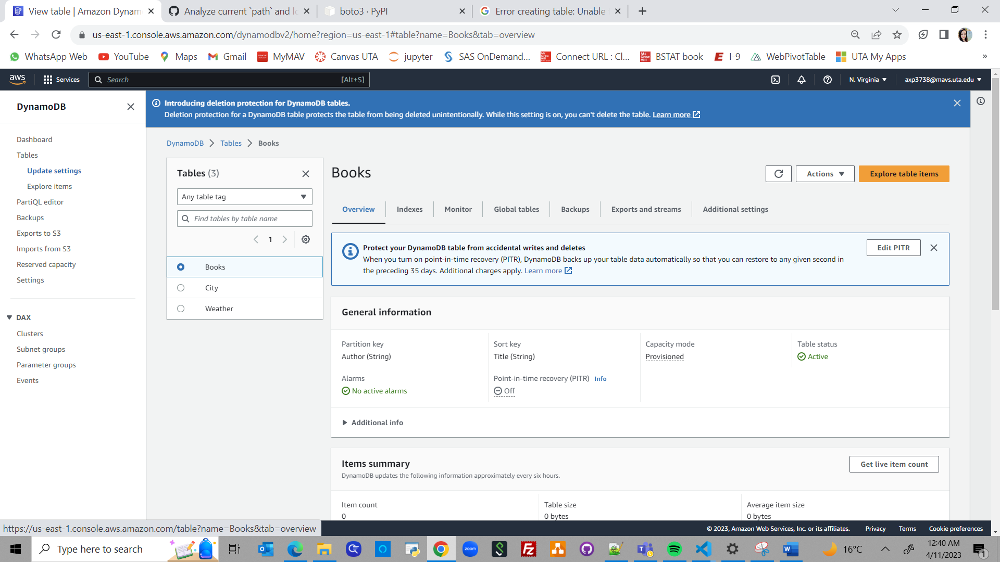 View table | Amazon Dynam
Analyze current `path` and lo
boto3 · PyPI
Error creating table: Unable t
us-east-1.console.aws.amazon.com/dynamodbv2/home?region=us-east-1#table?name=Books&tab=overview
WhatsApp Web
YouTube
Maps
Gmail
MyMAV
Canvas UTA
jupyter
SAS OnDemand...
Connect URL : Cl...
BSTAT book
I-9
WebPivotTable
UTA My Apps
»
aws
Services
Search
[Alt+S]
N. Virginia
axp3738@mavs.uta.edu
DynamoDB
Dashboard
Tables
Update settings
Explore items
PartiQL editor
Backups
Exports to S3
Imports from S3
Reserved capacity
Settings
DAX
Clusters
Subnet groups
Parameter groups
Events
Introducing deletion protection for DynamoDB tables.
Deletion protection for a DynamoDB table protects the table from being deleted unintentionally. While this setting is on, you can't delete the table. Learn more
DynamoDB
Tables
Books
Tables (3)
Any table tag
Find tables by table name
1
Books
City
Weather
Books
Actions
Explore table items
Overview
Indexes
Monitor
Global tables
Backups
Exports and streams
Additional settings
Protect your DynamoDB table from accidental writes and deletes
When you turn on point-in-time recovery (PITR), DynamoDB backs up your table data automatically so that you can restore to any given second in
the preceding 35 days. Additional charges apply. Learn more
Edit PITR
General information
Partition key
Author (String)
Sort key
Title (String)
Capacity mode
Provisioned
Table status
Active
Alarms
No active alarms
Point-in-time recovery (PITR) Info
Off
Additional info
Items summary
DynamoDB updates the following information approximately every six hours.
Get live item count
Item count
0
Table size
0 bytes
Average item size
0 bytes
https://us-east-1.console.aws.amazon.com/table?name=Books&tab=overview
© 2023, Amazon Web Services, Inc. or its affiliates.
Privacy
Terms
Cookie preferences
Type here to search
zoom
16°C
12:40 AM
4/11/2023
1